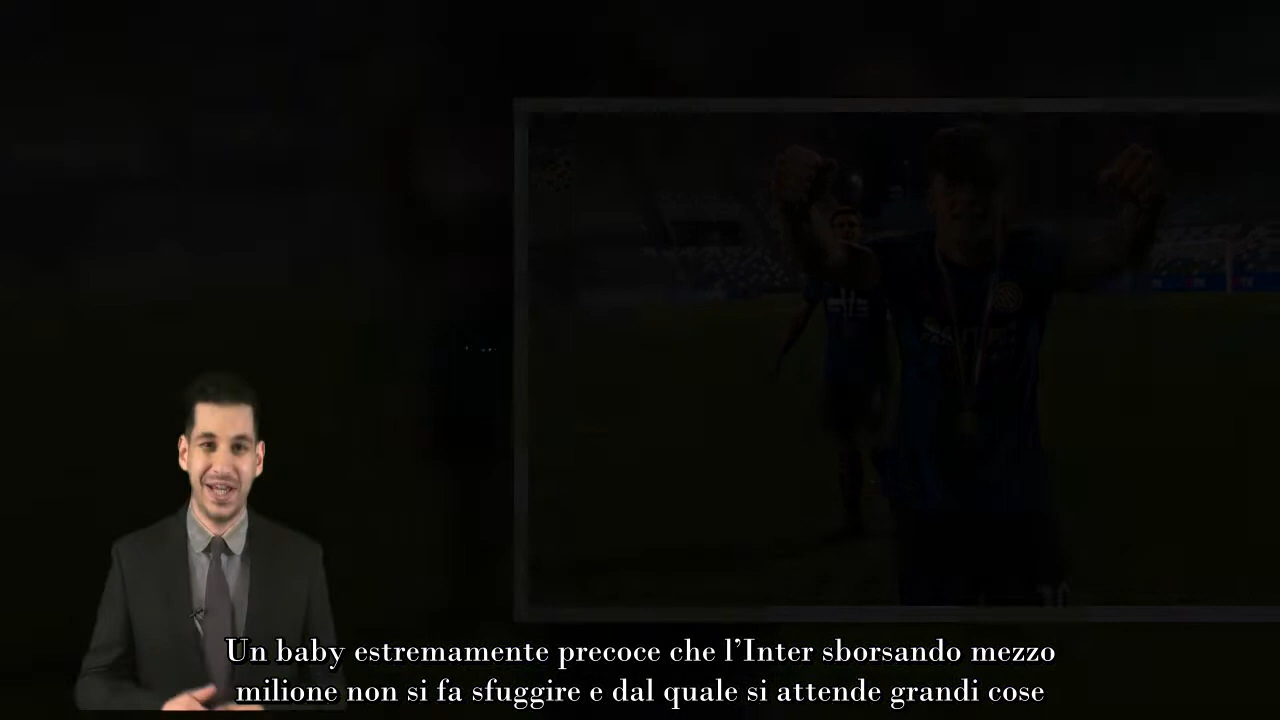 Un baby estremamente precoce che l'Inter sborsando mezzo
milione non si fa sfuggire e dal quale si attende grandi cose